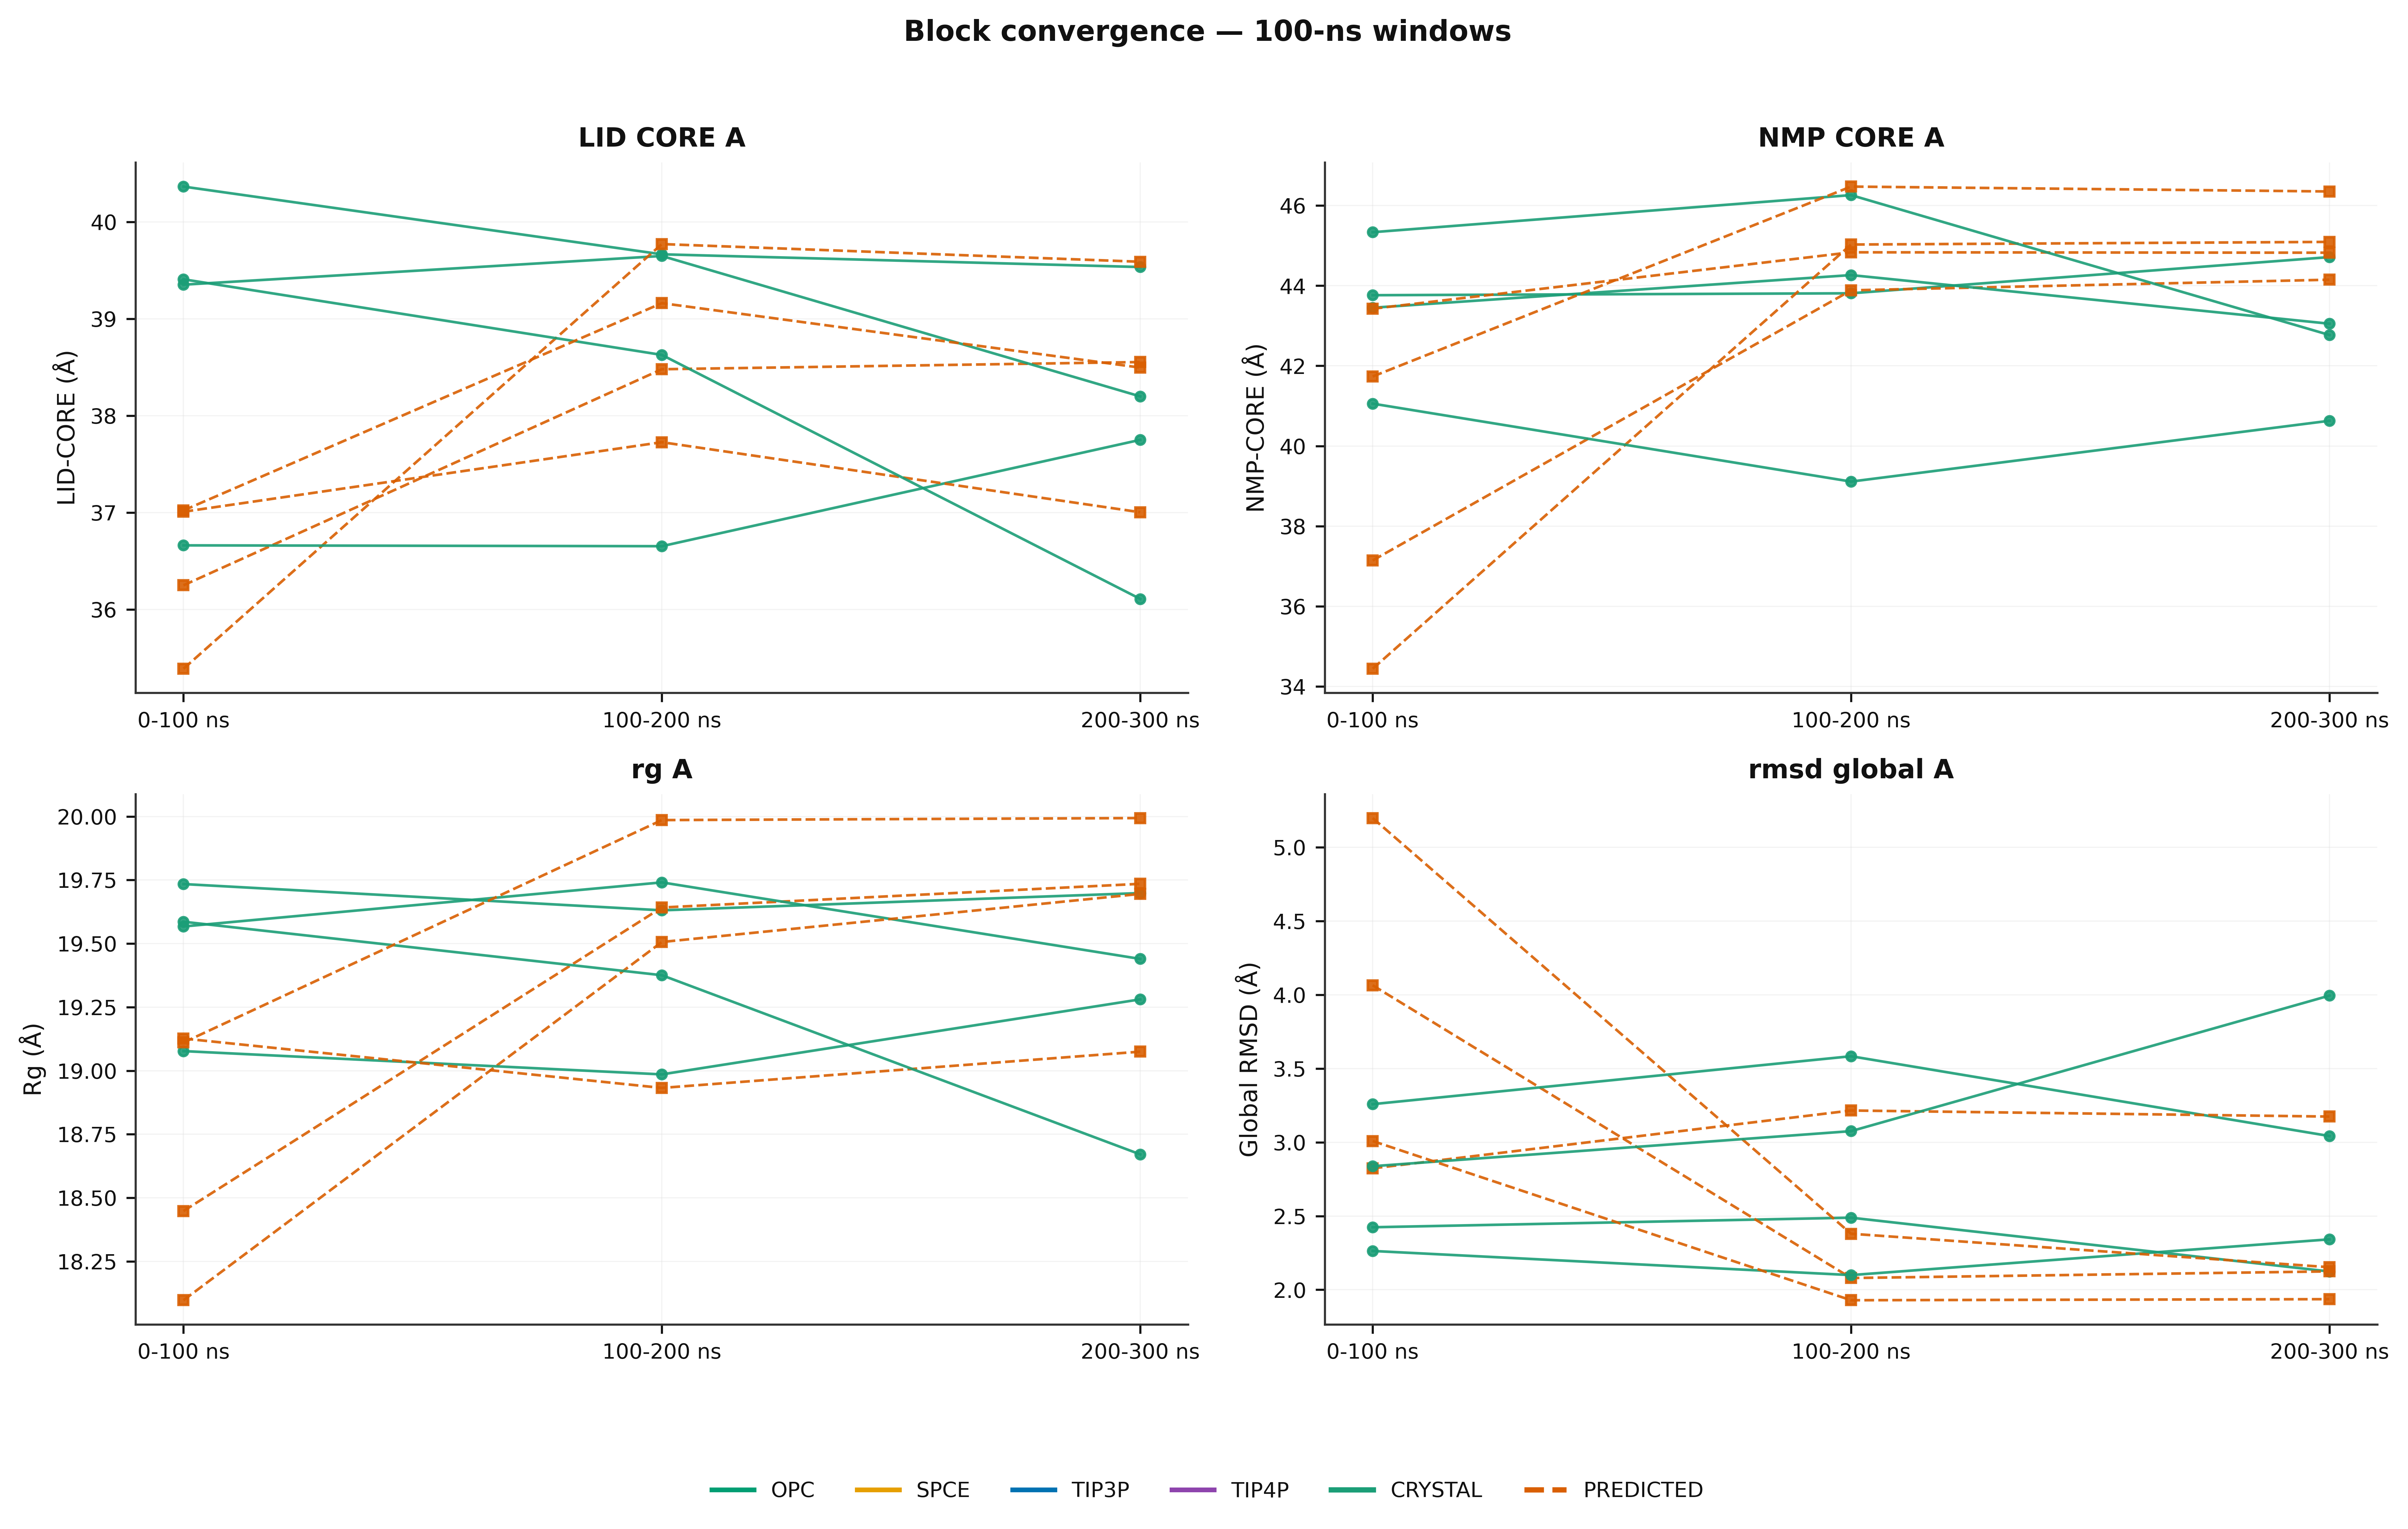 Block convergence — 100-ns windows
LID CORE A
LID-CORE (Å)
40
39
38
37
36
0-100 ns
100-200 ns
200-300 ns
NMP CORE A
NMP-CORE (Å)
46
44
42
40
38
36
34
0-100 ns
100-200 ns
200-300 ns
rg A
Rg (Å)
20.00
19.75
19.50
19.25
19.00
18.75
18.50
18.25
0-100 ns
100-200 ns
200-300 ns
rmsd global A
Global RMSD (Å)
5.0
4.5
4.0
3.5
3.0
2.5
2.0
0-100 ns
100-200 ns
200-300 ns
OPC
SPCE
TIP3P
TIP4P
CRYSTAL
PREDICTED